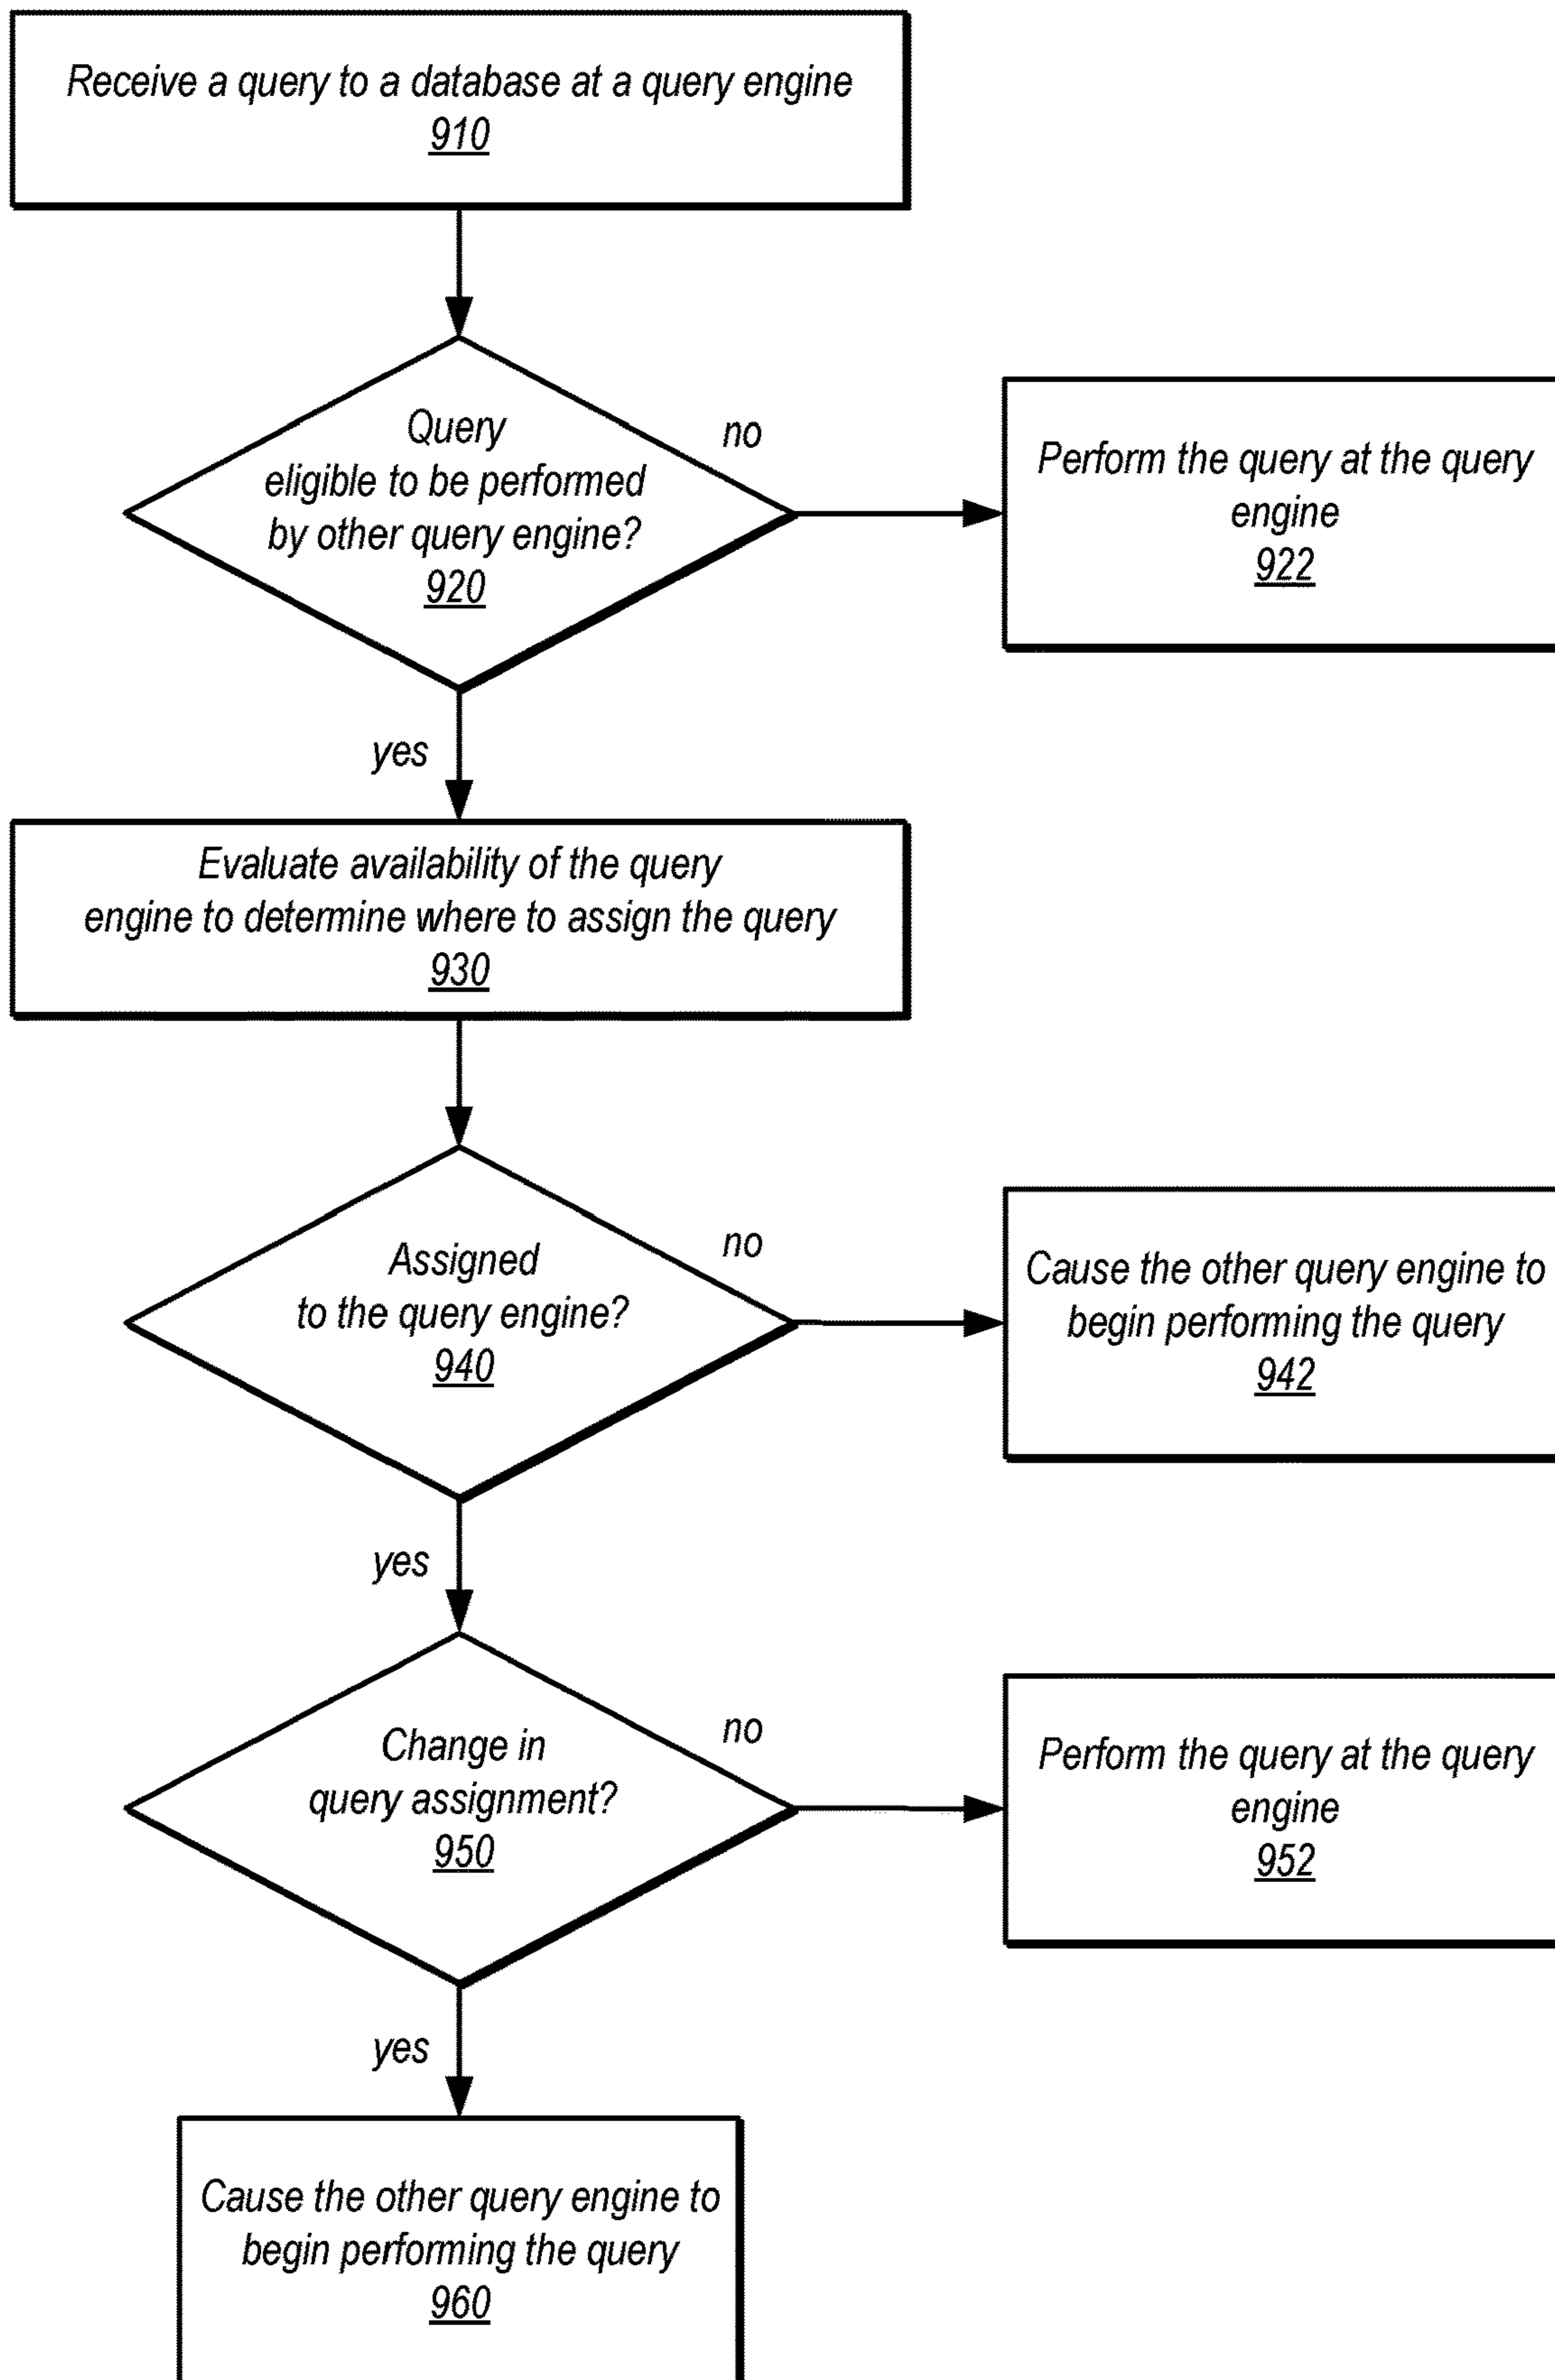 Receive a query to a database at a query engine
910
Query
eligible to be performed
by other query engine?
920
no
Perform the query at the query
engine
922
yes
Evaluate availability of the query
engine to determine where to assign the query
930
Assigned
to the query engine?
940
no
Cause the other query engine to
begin performing the query
942
yes
Change in
query assignment?
950
no
Perform the query at the query
engine
952
yes
Cause the other query engine to
begin performing the query
960